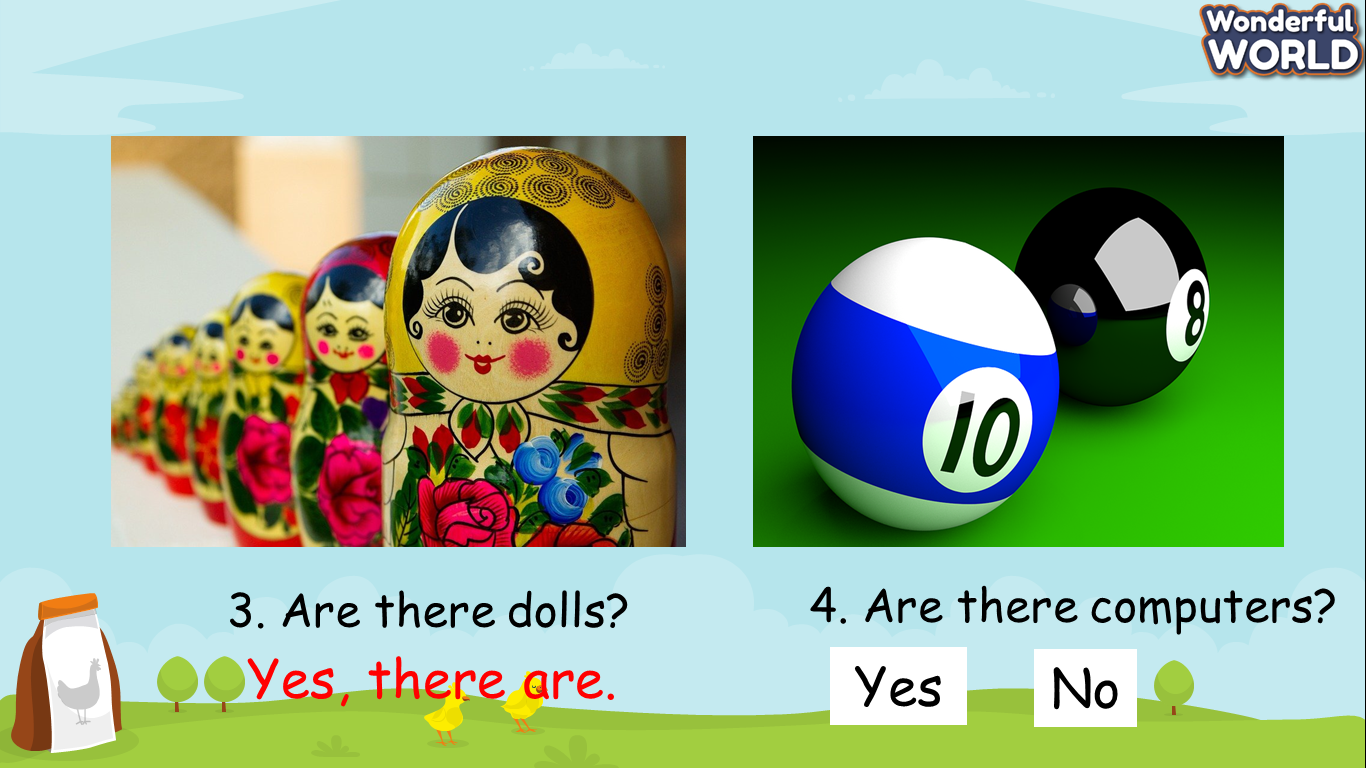 Wonderful
WORLD
10
8
3. Are there dolls?
Yes, there are.
4. Are there computers?
Yes
No